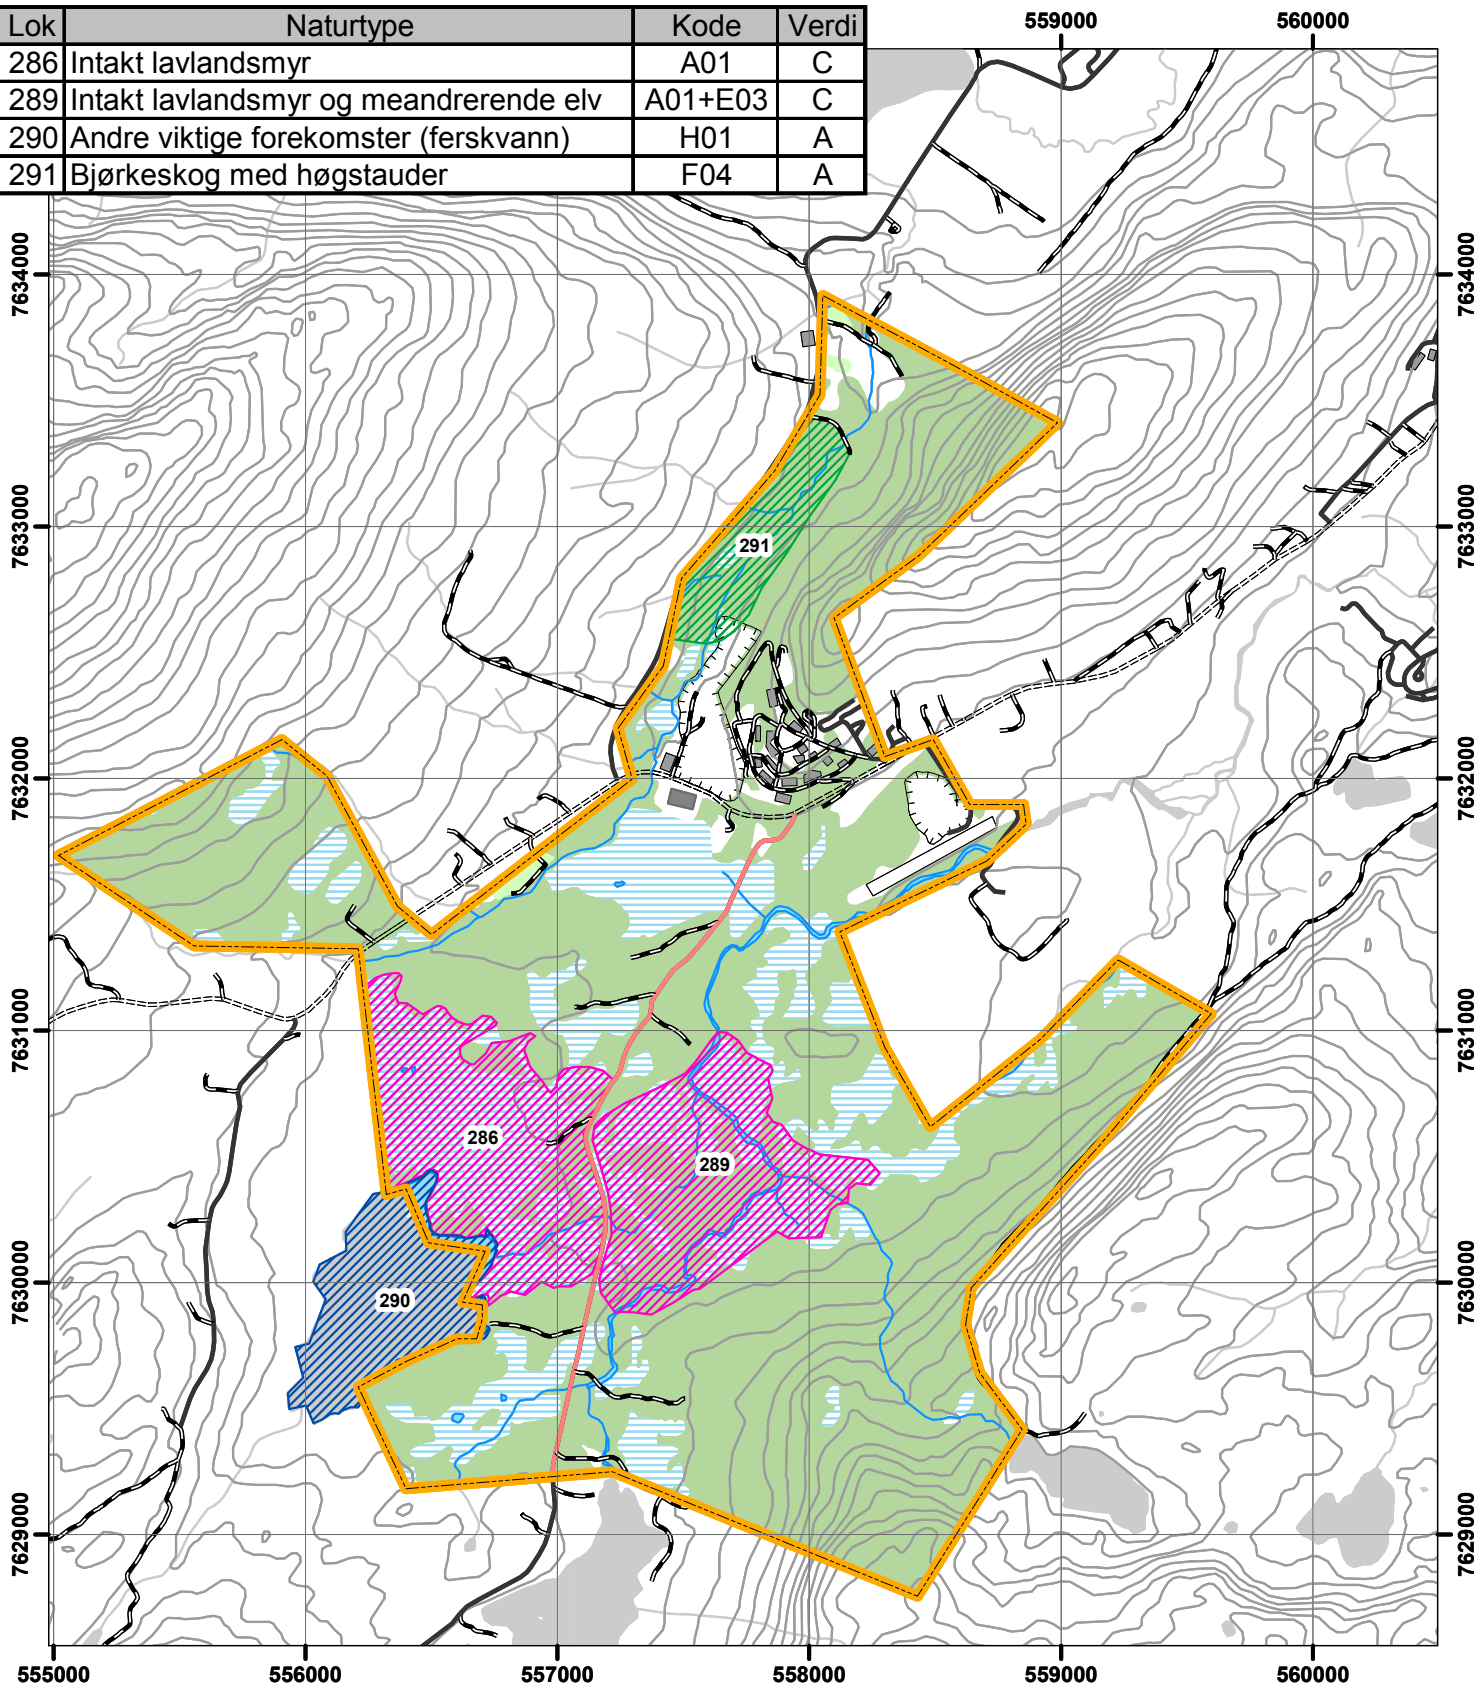 Lok Naturtype Kode Verdi
286 Intakt lavlandsmyr A01 C
289 Intakt lavlandsmyr og meandrerende elv A01+E03 C
290 Andre viktige forekomster (ferskvann) H01 A
291 Bjørkeskog med høgstauder F04 A
559000 560000
7634000 7634000
7633000 7633000
291
7632000 7632000
7631000 7631000
286
289
7630000 7630000
290
7629000 7629000
555000 556000 557000 558000 559000 560000